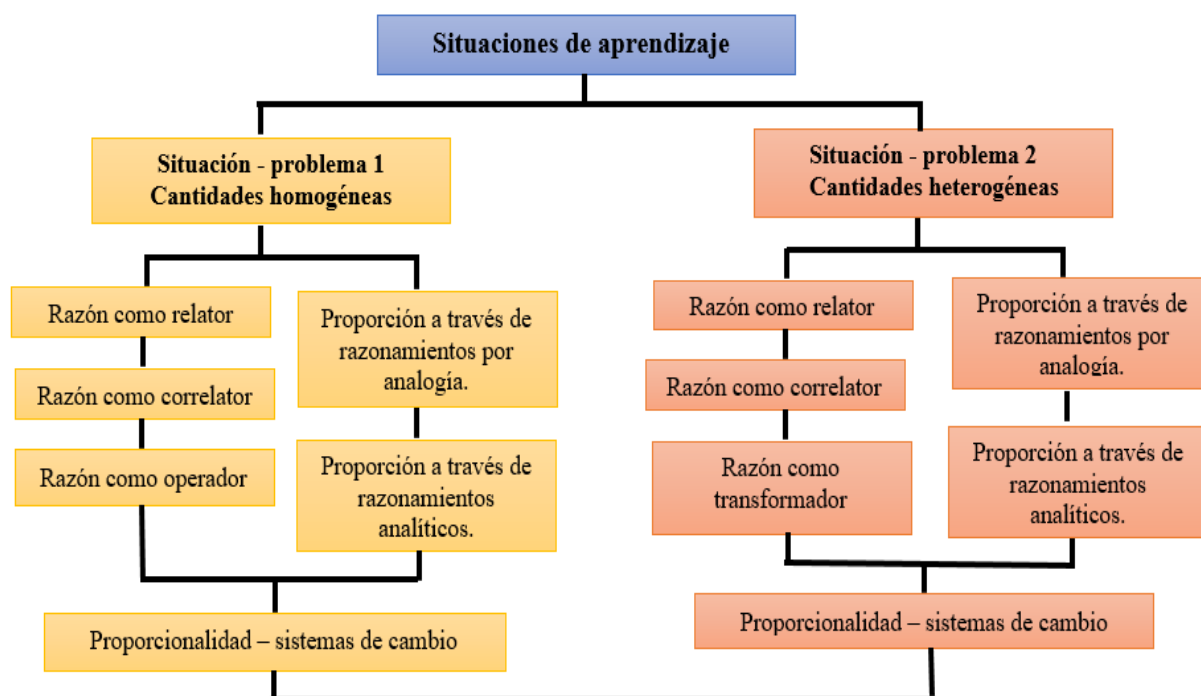 Situaciones de aprendizaje
Situación - problema 1
Cantidades homogéneas
Razón como relator
Razón como correlator
Razón como operador
Proporción a través de
razonamientos por
analogía.
Proporción a través de
razonamientos
analíticos.
Proporcionalidad – sistemas de cambio
Situación - problema 2
Cantidades heterogéneas
Razón como relator
Razón como correlator
Razón como
transformador
Proporción a través de
razonamientos por
analogía.
Proporción a través de
razonamientos
analíticos.
Proporcionalidad – sistemas de cambio